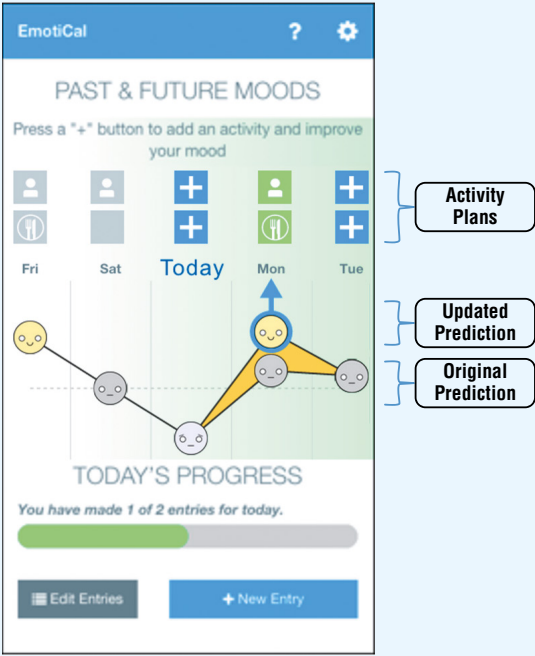 EmotiCal ?
PAST & FUTURE MOODS
Press a "+" button to add an activity and improve
your mood
Activity
Plans
Fri Sat Today Mon Tue
Updated
Prediction
Original
Prediction
TODAY'S PROGRESS
You have made 1 of 2 entries for today.
Edit Entries + New Entry